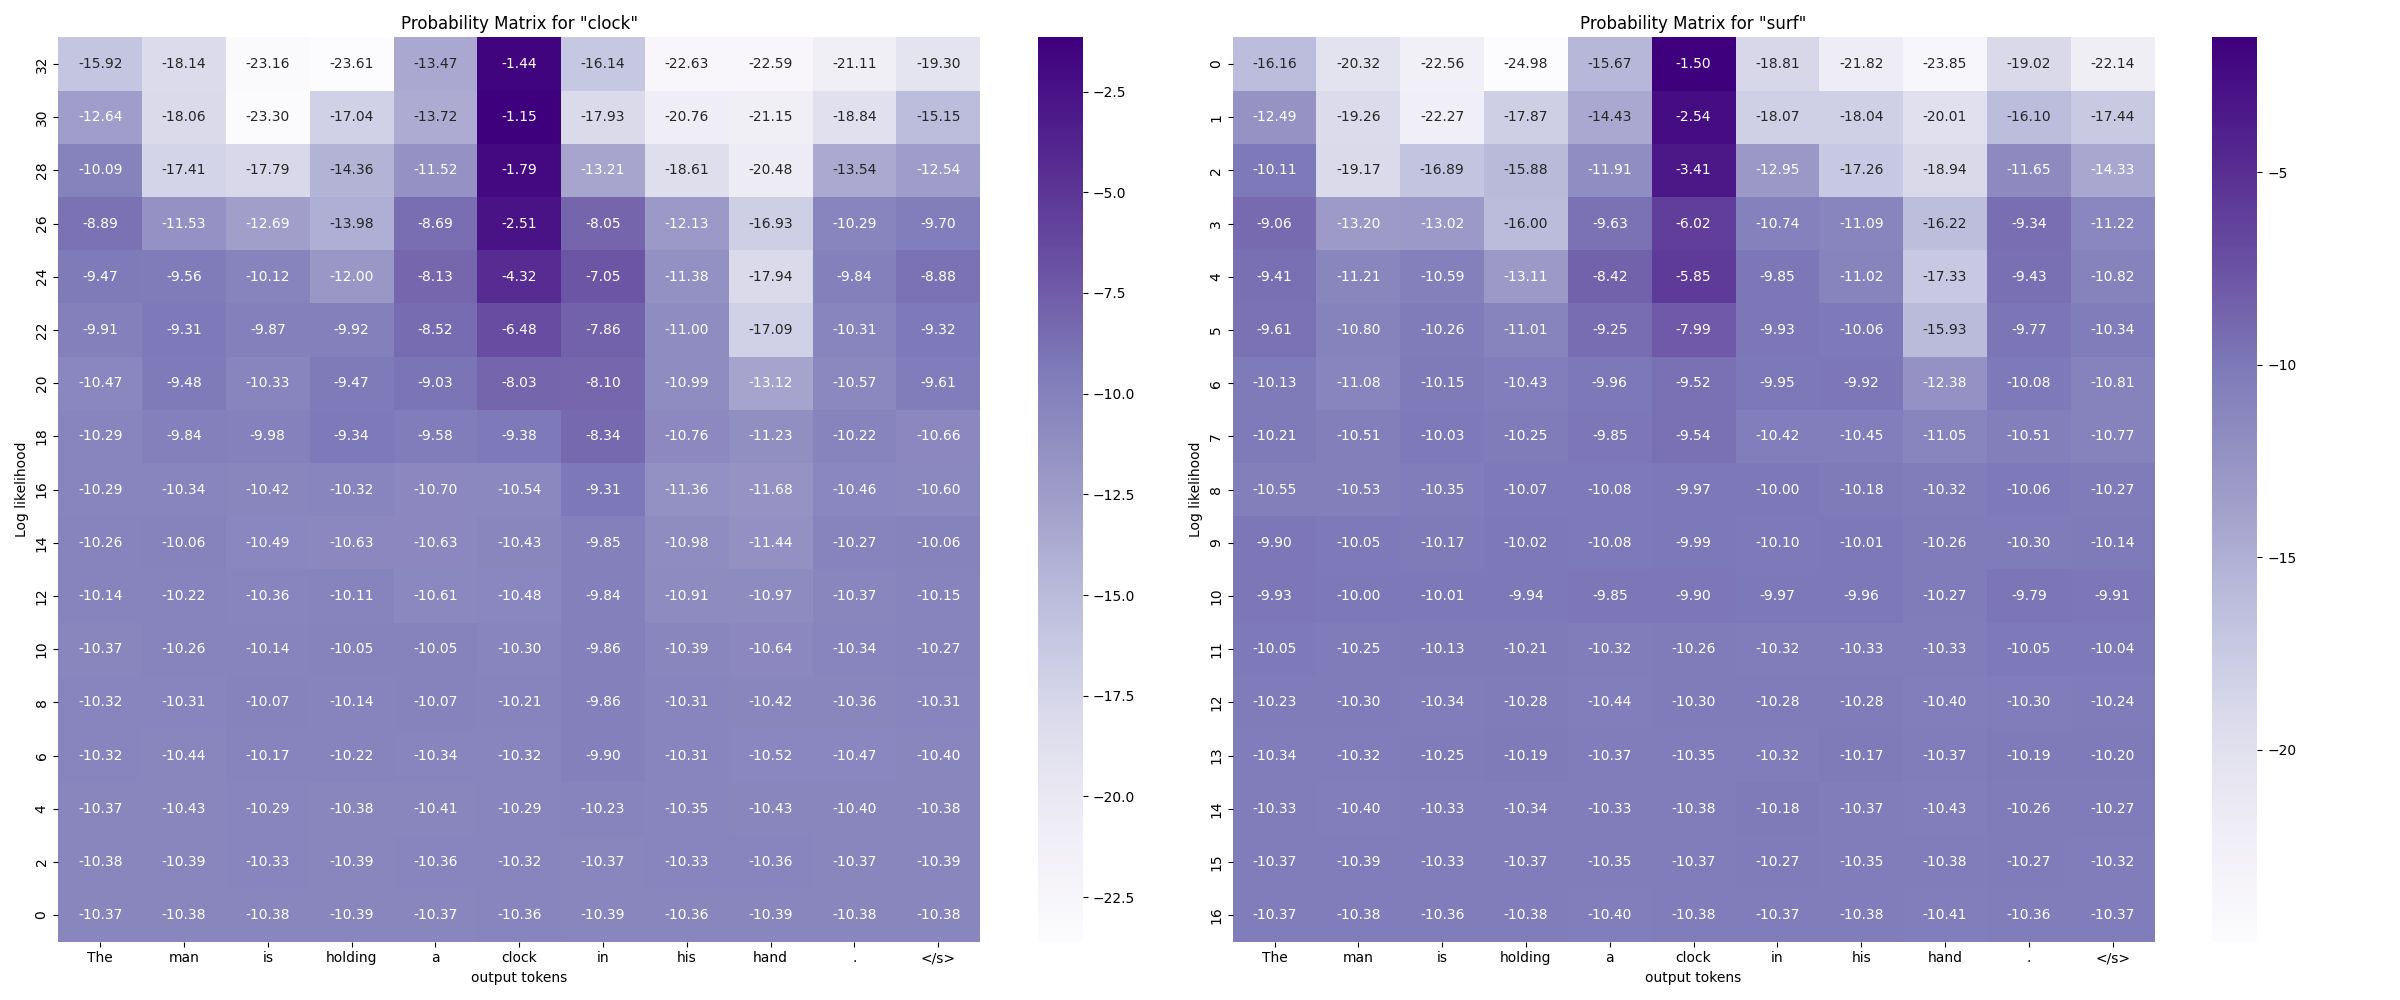 Probability Matrix for "clock"
32 -15.92 -18.14 -23.16 -23.61 -13.47 -1.44 -16.14 -22.63 -22.59 -21.11 -19.30
30 -12.64 -18.06 -23.30 -17.04 -13.72 -1.15 -17.93 -20.76 -21.15 -18.84 -15.15
28 -10.09 -17.41 -17.79 -14.36 -11.52 -1.79 -13.21 -18.61 -20.48 -13.54 -12.54
26 -8.89 -11.53 -12.69 -13.98 -8.69 -2.51 -8.05 -12.13 -16.93 -10.29 -9.70
24 -9.47 -9.56 -10.12 -12.00 -8.13 -4.32 -7.05 -11.38 -17.94 -9.84 -8.88
22 -9.91 -9.31 -9.87 -9.92 -8.52 -6.48 -7.86 -11.00 -17.09 -10.31 -9.32
20 -10.47 -9.48 -10.33 -9.47 -9.03 -8.03 -8.10 -10.99 -13.12 -10.57 -9.61
18 -10.29 -9.84 -9.98 -9.34 -9.58 -9.38 -8.34 -10.76 -11.23 -10.22 -10.66
16 -10.29 -10.34 -10.42 -10.32 -10.70 -10.54 -9.31 -11.36 -11.68 -10.46 -10.60
14 -10.26 -10.06 -10.49 -10.63 -10.63 -10.43 -9.85 -10.98 -11.44 -10.27 -10.06
12 -10.14 -10.22 -10.36 -10.11 -10.61 -10.48 -9.84 -10.91 -10.97 -10.37 -10.15
10 -10.37 -10.26 -10.14 -10.05 -10.05 -10.30 -9.86 -10.39 -10.64 -10.34 -10.27
8 -10.32 -10.31 -10.07 -10.14 -10.07 -10.21 -9.86 -10.31 -10.42 -10.36 -10.31
6 -10.32 -10.44 -10.17 -10.22 -10.34 -10.32 -9.90 -10.31 -10.52 -10.47 -10.40
4 -10.37 -10.43 -10.29 -10.38 -10.41 -10.29 -10.23 -10.35 -10.43 -10.40 -10.38
2 -10.38 -10.39 -10.33 -10.39 -10.36 -10.32 -10.37 -10.33 -10.36 -10.37 -10.39
0 -10.37 -10.38 -10.38 -10.39 -10.37 -10.36 -10.39 -10.36 -10.39 -10.38 -10.38
The man is holding a clock in his hand . </s>
output tokens
Log likelihood
−2.5
−5.0
−7.5
−10.0
−12.5
−15.0
−17.5
−20.0
−22.5
Probability Matrix for "surf"
0 -16.16 -20.32 -22.56 -24.98 -15.67 -1.50 -18.81 -21.82 -23.85 -19.02 -22.14
1 -12.49 -19.26 -22.27 -17.87 -14.43 -2.54 -18.07 -18.04 -20.01 -16.10 -17.44
2 -10.11 -19.17 -16.89 -15.88 -11.91 -3.41 -12.95 -17.26 -18.94 -11.65 -14.33
3 -9.06 -13.20 -13.02 -16.00 -9.63 -6.02 -10.74 -11.09 -16.22 -9.34 -11.22
4 -9.41 -11.21 -10.59 -13.11 -8.42 -5.85 -9.85 -11.02 -17.33 -9.43 -10.82
5 -9.61 -10.80 -10.26 -11.01 -9.25 -7.99 -9.93 -10.06 -15.93 -9.77 -10.34
6 -10.13 -11.08 -10.15 -10.43 -9.96 -9.52 -9.95 -9.92 -12.38 -10.08 -10.81
7 -10.21 -10.51 -10.03 -10.25 -9.85 -9.54 -10.42 -10.45 -11.05 -10.51 -10.77
8 -10.55 -10.53 -10.35 -10.07 -10.08 -9.97 -10.00 -10.18 -10.32 -10.06 -10.27
9 -9.90 -10.05 -10.17 -10.02 -10.08 -9.99 -10.10 -10.01 -10.26 -10.30 -10.14
10 -9.93 -10.00 -10.01 -9.94 -9.85 -9.90 -9.97 -9.96 -10.27 -9.79 -9.91
11 -10.05 -10.25 -10.13 -10.21 -10.32 -10.26 -10.32 -10.33 -10.33 -10.05 -10.04
12 -10.23 -10.30 -10.34 -10.28 -10.44 -10.30 -10.28 -10.28 -10.40 -10.30 -10.24
13 -10.34 -10.32 -10.25 -10.19 -10.37 -10.35 -10.32 -10.17 -10.37 -10.19 -10.20
14 -10.33 -10.40 -10.33 -10.34 -10.33 -10.38 -10.18 -10.37 -10.43 -10.26 -10.27
15 -10.37 -10.39 -10.33 -10.37 -10.35 -10.37 -10.27 -10.35 -10.38 -10.27 -10.32
16 -10.37 -10.38 -10.36 -10.38 -10.40 -10.38 -10.37 -10.38 -10.41 -10.36 -10.37
The man is holding a clock in his hand . </s>
output tokens
Log likelihood
−5
−10
−15
−20